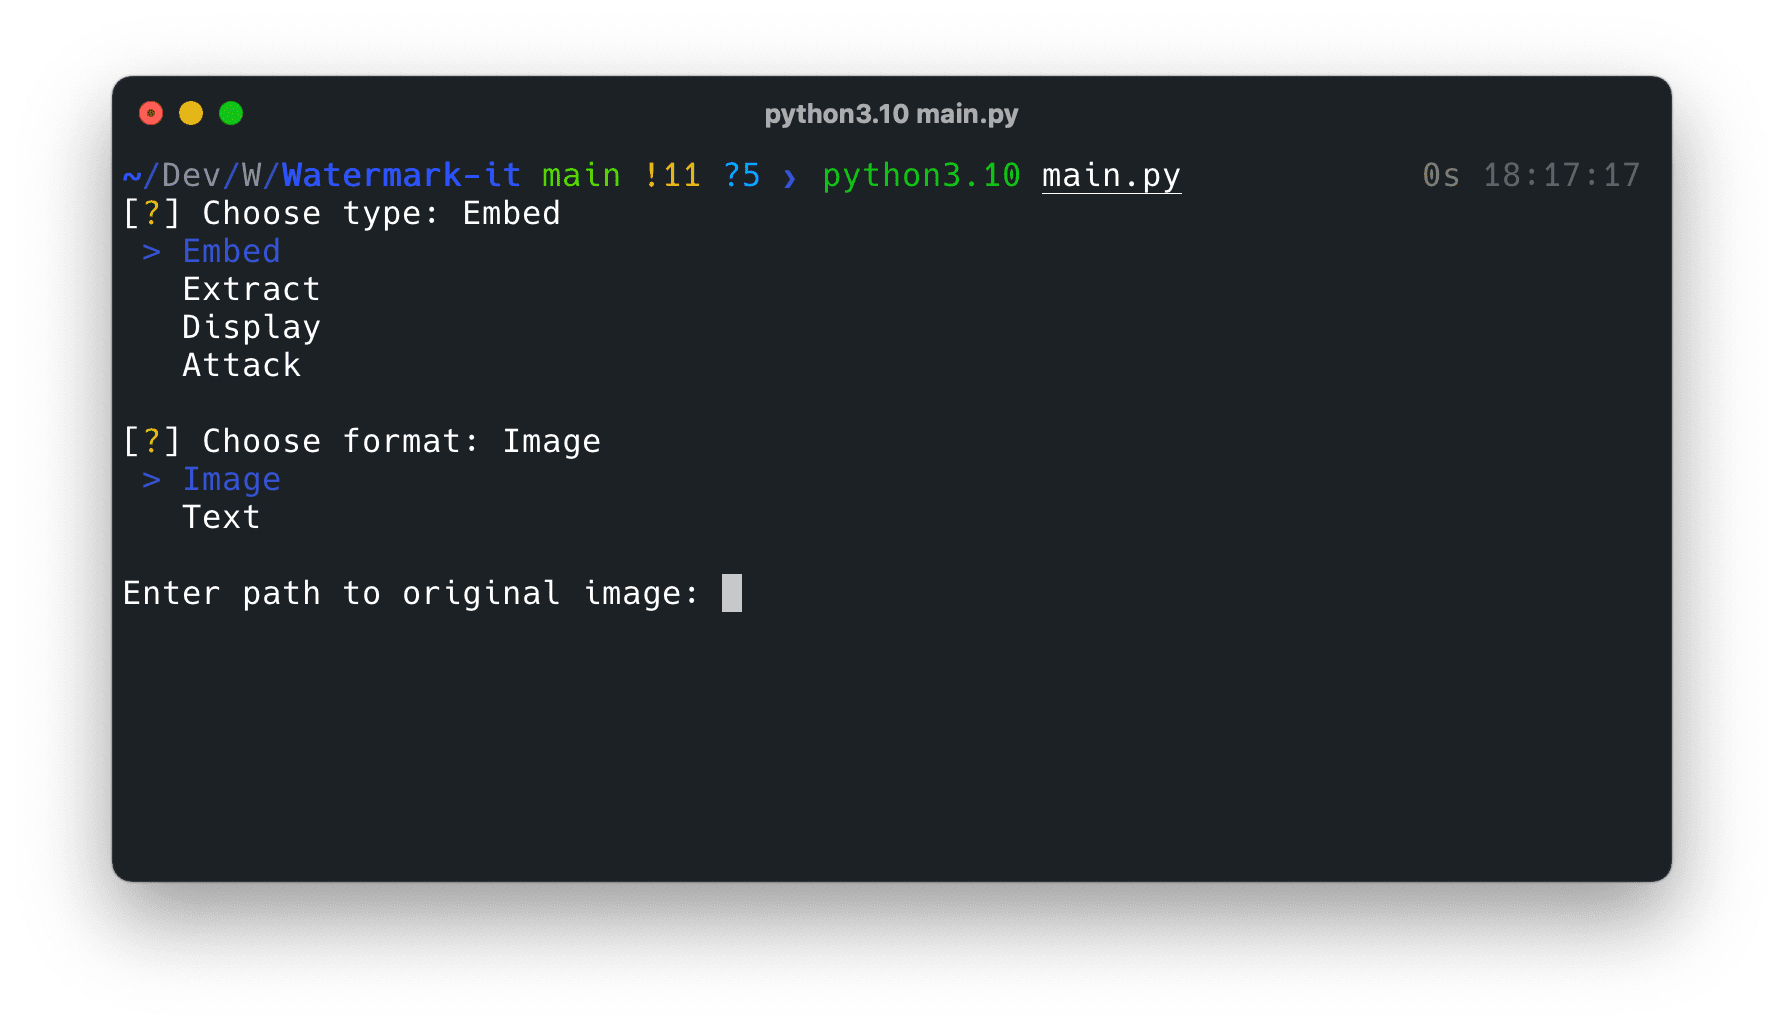 python3.10 main.py
~/Dev/W/Watermark-it main !11 ?5 ❯ python3.10 main.py 0s 18:17:17
[?] Choose type: Embed
> Embed
Extract
Display
Attack
[?] Choose format: Image
> Image
Text
Enter path to original image: